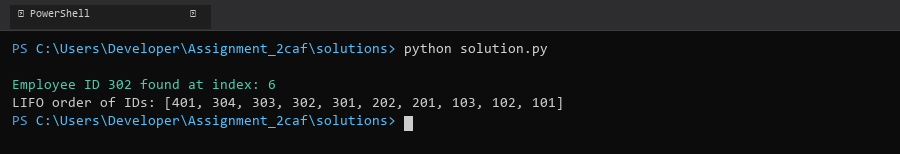 PowerShell
PS C:\Users\Developer\Assignment_2caf\solutions> python solution.py
Employee ID 302 found at index: 6
LIFO order of IDs: [401, 304, 303, 302, 301, 202, 201, 103, 102, 101]
PS C:\Users\Developer\Assignment_2caf\solutions>